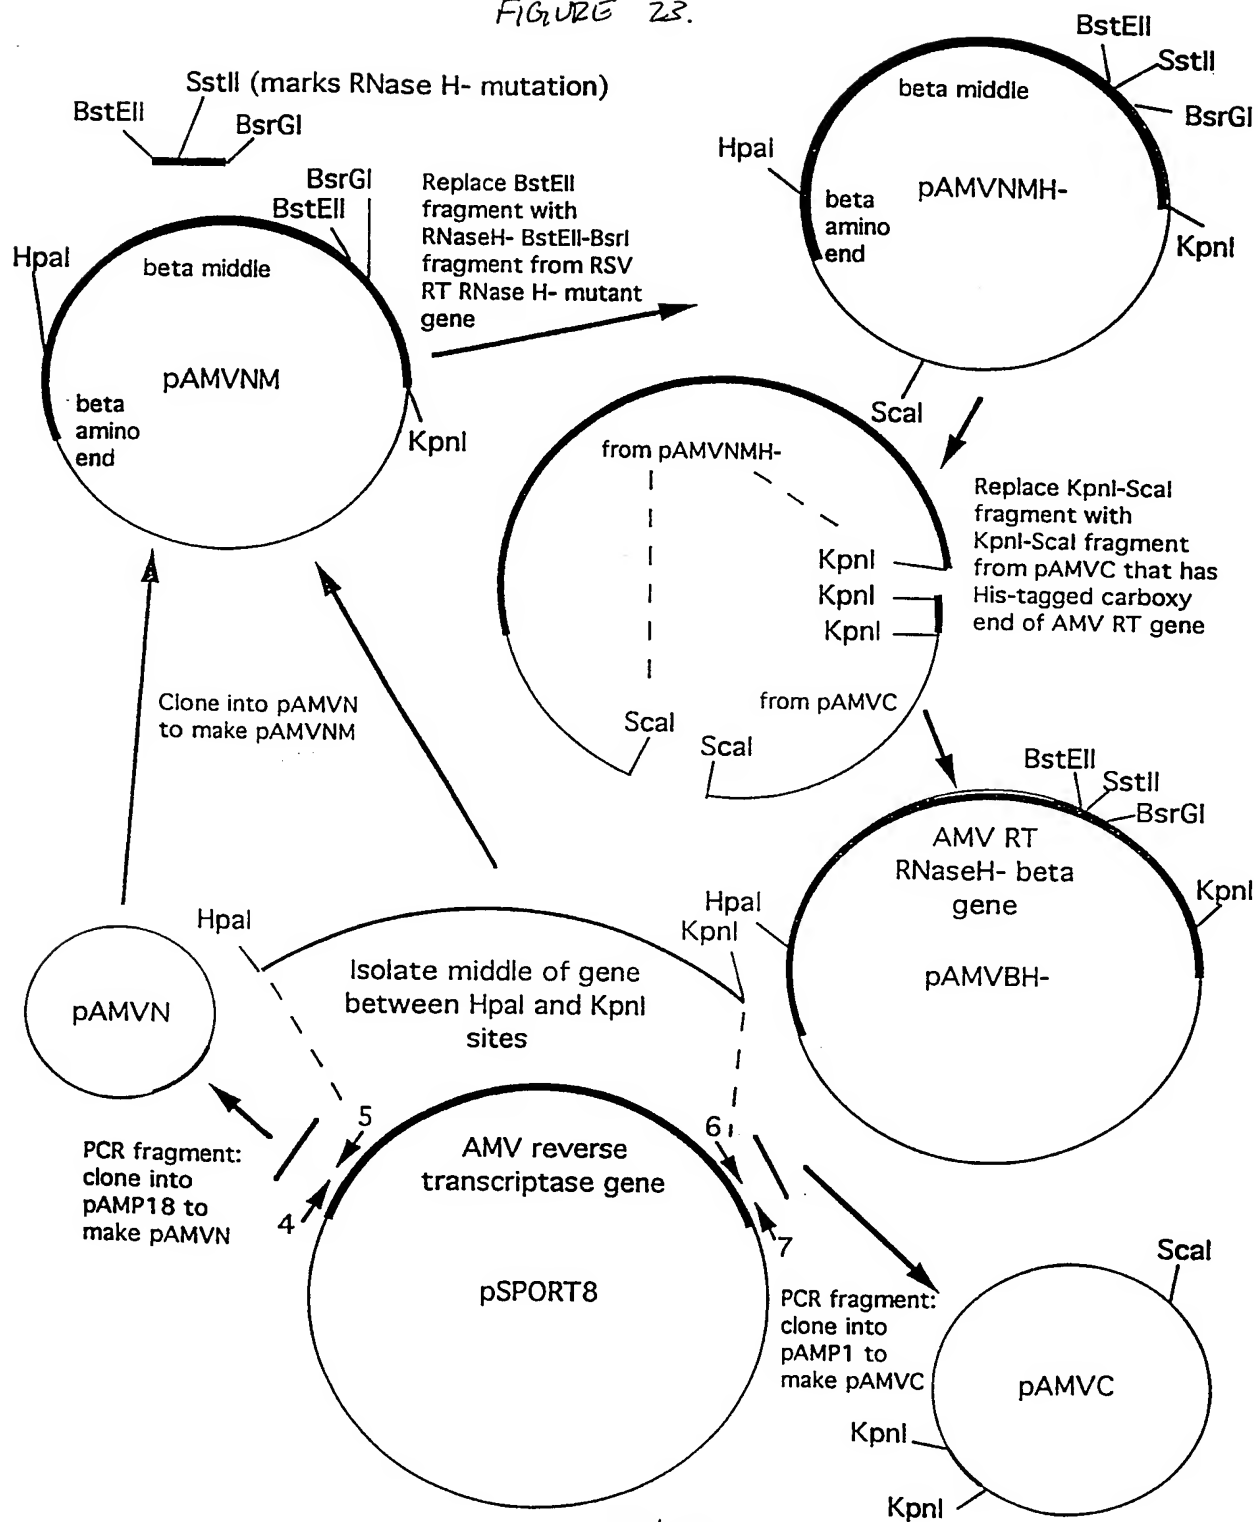 FIGURE 23.
SstII (marks RNase H- mutation)
BstEII
BsrGI
BsrGI
BstEII
HpaI
beta middle
pAMVNM
beta
amino
end
KpnI
Replace BstEII
fragment with
RNaseH- BstEII-BsrI
fragment from RSV
RT RNase H- mutant
gene
BstEII
SstII
BsrGI
beta middle
HpaI
pAMVNMH-
beta
amino
end
KpnI
ScaI
from pAMVNMH-
KpnI
KpnI
KpnI
Replace KpnI-ScaI
fragment with
KpnI-ScaI fragment
from pAMVC that has
His-tagged carboxy
end of AMV RT gene
from pAMVC
ScaI
ScaI
Clone into pAMVN
to make pAMVNM
BstEII
SstII
BsrGI
AMV RT
RNaseH- beta
gene
KpnI
HpaI
pAMVBH-
HpaI
KpnI
Isolate middle of gene
between HpaI and KpnI
sites
pAMVN
PCR fragment:
clone into
pAMP18 to
make pAMVN
5
4
6
7
AMV reverse
transcriptase gene
pSPORT8
PCR fragment:
clone into
pAMP1 to
make pAMVC
ScaI
pAMVC
KpnI
KpnI